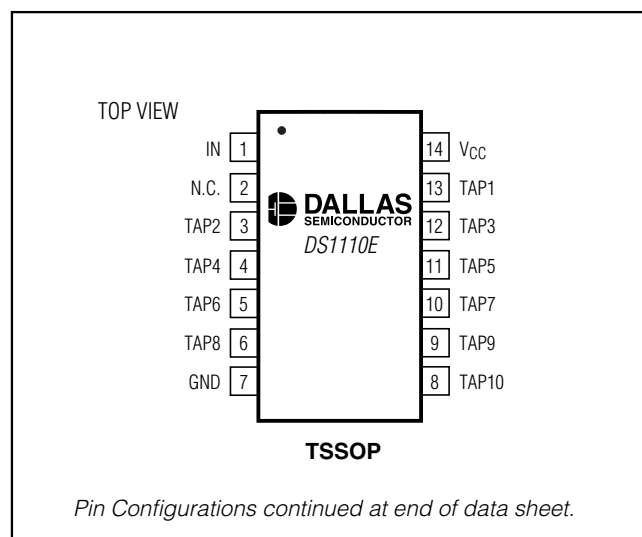 TOP VIEW
IN 1 14 VCC
N.C. 2 13 TAP1
DALLAS
SEMICONDUCTOR
TAP2 3 12 TAP3
DS1110E
TAP4 4 11 TAP5
TAP6 5 10 TAP7
TAP8 6 9 TAP9
GND 7 8 TAP10
TSSOP
Pin Configurations continued at end of data sheet.